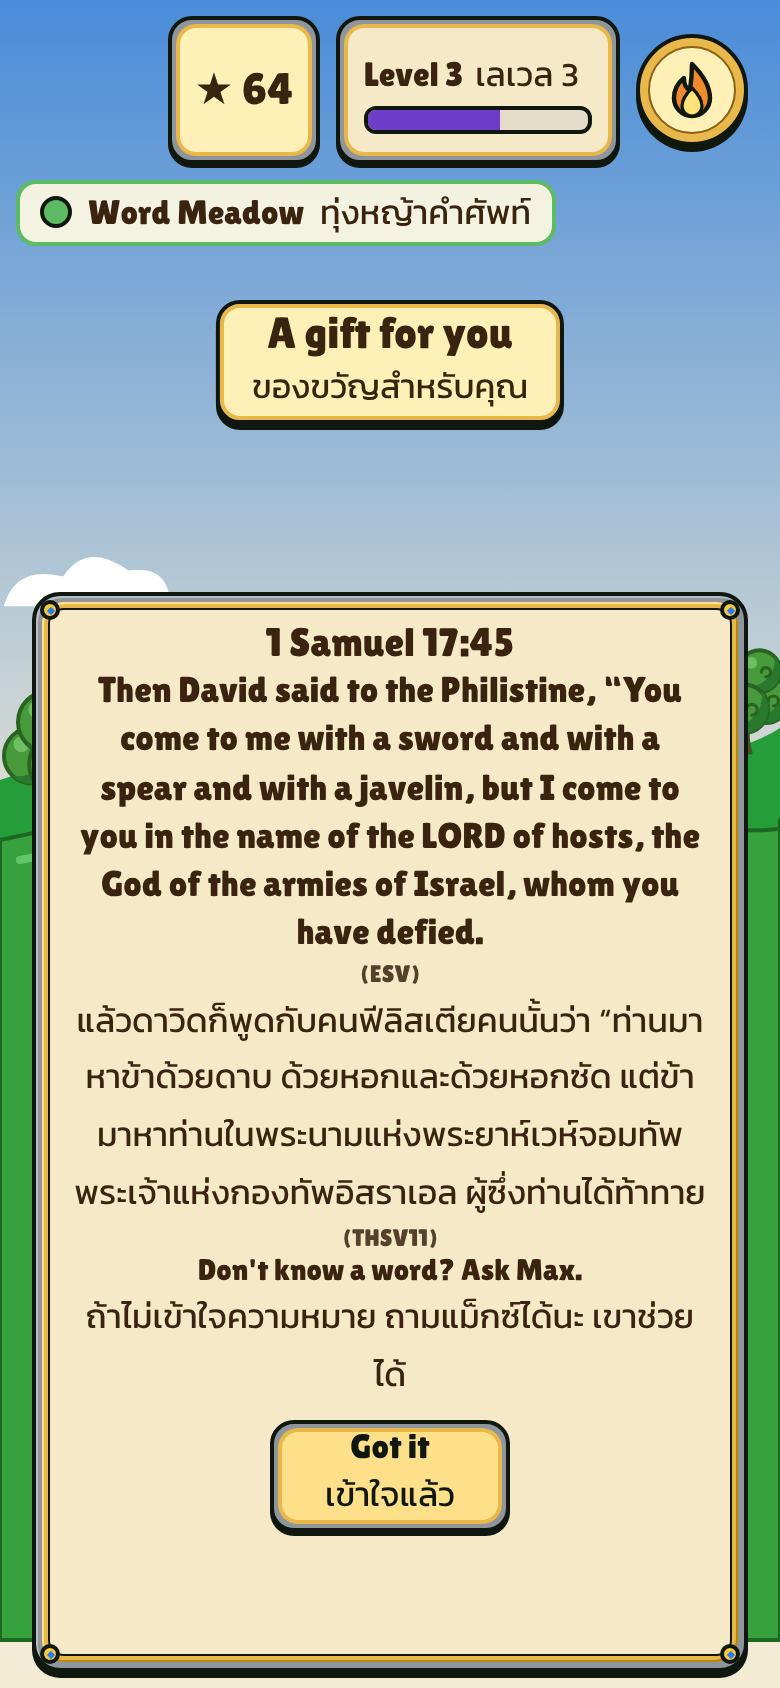 ★ 64
Level 3 เลเวล 3
Word Meadow ทุ่งหญ้าคำศัพท์
A gift for you
ของขวัญสำหรับคุณ
1 Samuel 17:45
Then David said to the Philistine, “You
come to me with a sword and with a
spear and with a javelin, but I come to
you in the name of the LORD of hosts, the
God of the armies of Israel, whom you
have defied.
(ESV)
แล้วดาวิดก็พูดกับคนฟีลิสเตียคนนั้นว่า “ท่านมา
หาข้าด้วยดาบ ด้วยหอกและด้วยหอกซัด แต่ข้า
มาหาท่านในพระนามแห่งพระยาห์เวห์จอมทัพ
พระเจ้าแห่งกองทัพอิสราเอล ผู้ซึ่งท่านได้ท้าทาย
(THSV11)
Don't know a word? Ask Max.
ถ้าไม่เข้าใจความหมาย ถามแม็กซ์ได้นะ เขาช่วย
ได้
Got it
เข้าใจแล้ว